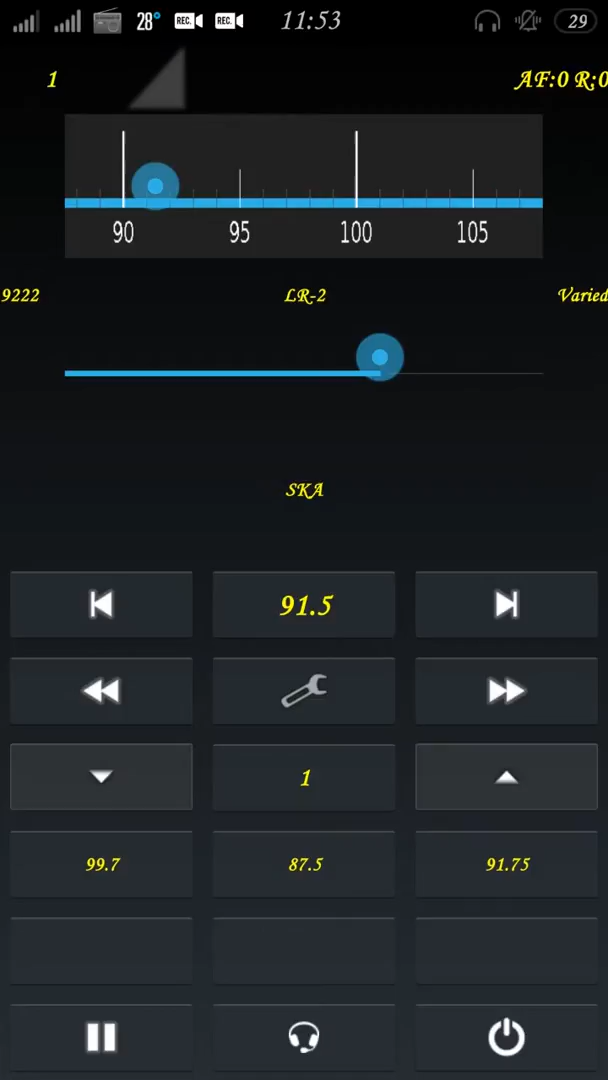 28° REC. REC. 11:53 29
1 AF:0 R:0
90 95 100 105
9222 LR-2 Varied
SKA
91.5
1
99.7 87.5 91.75